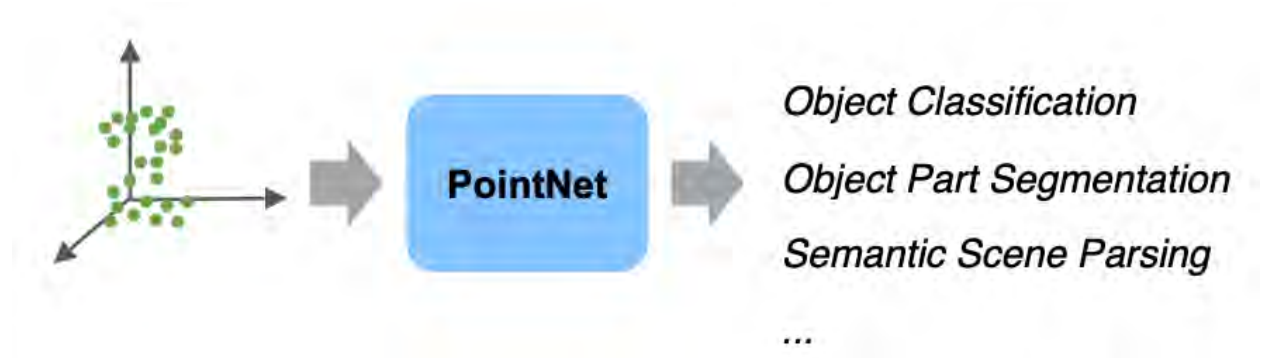 PointNet
Object Classification
Object Part Segmentation
Semantic Scene Parsing
...